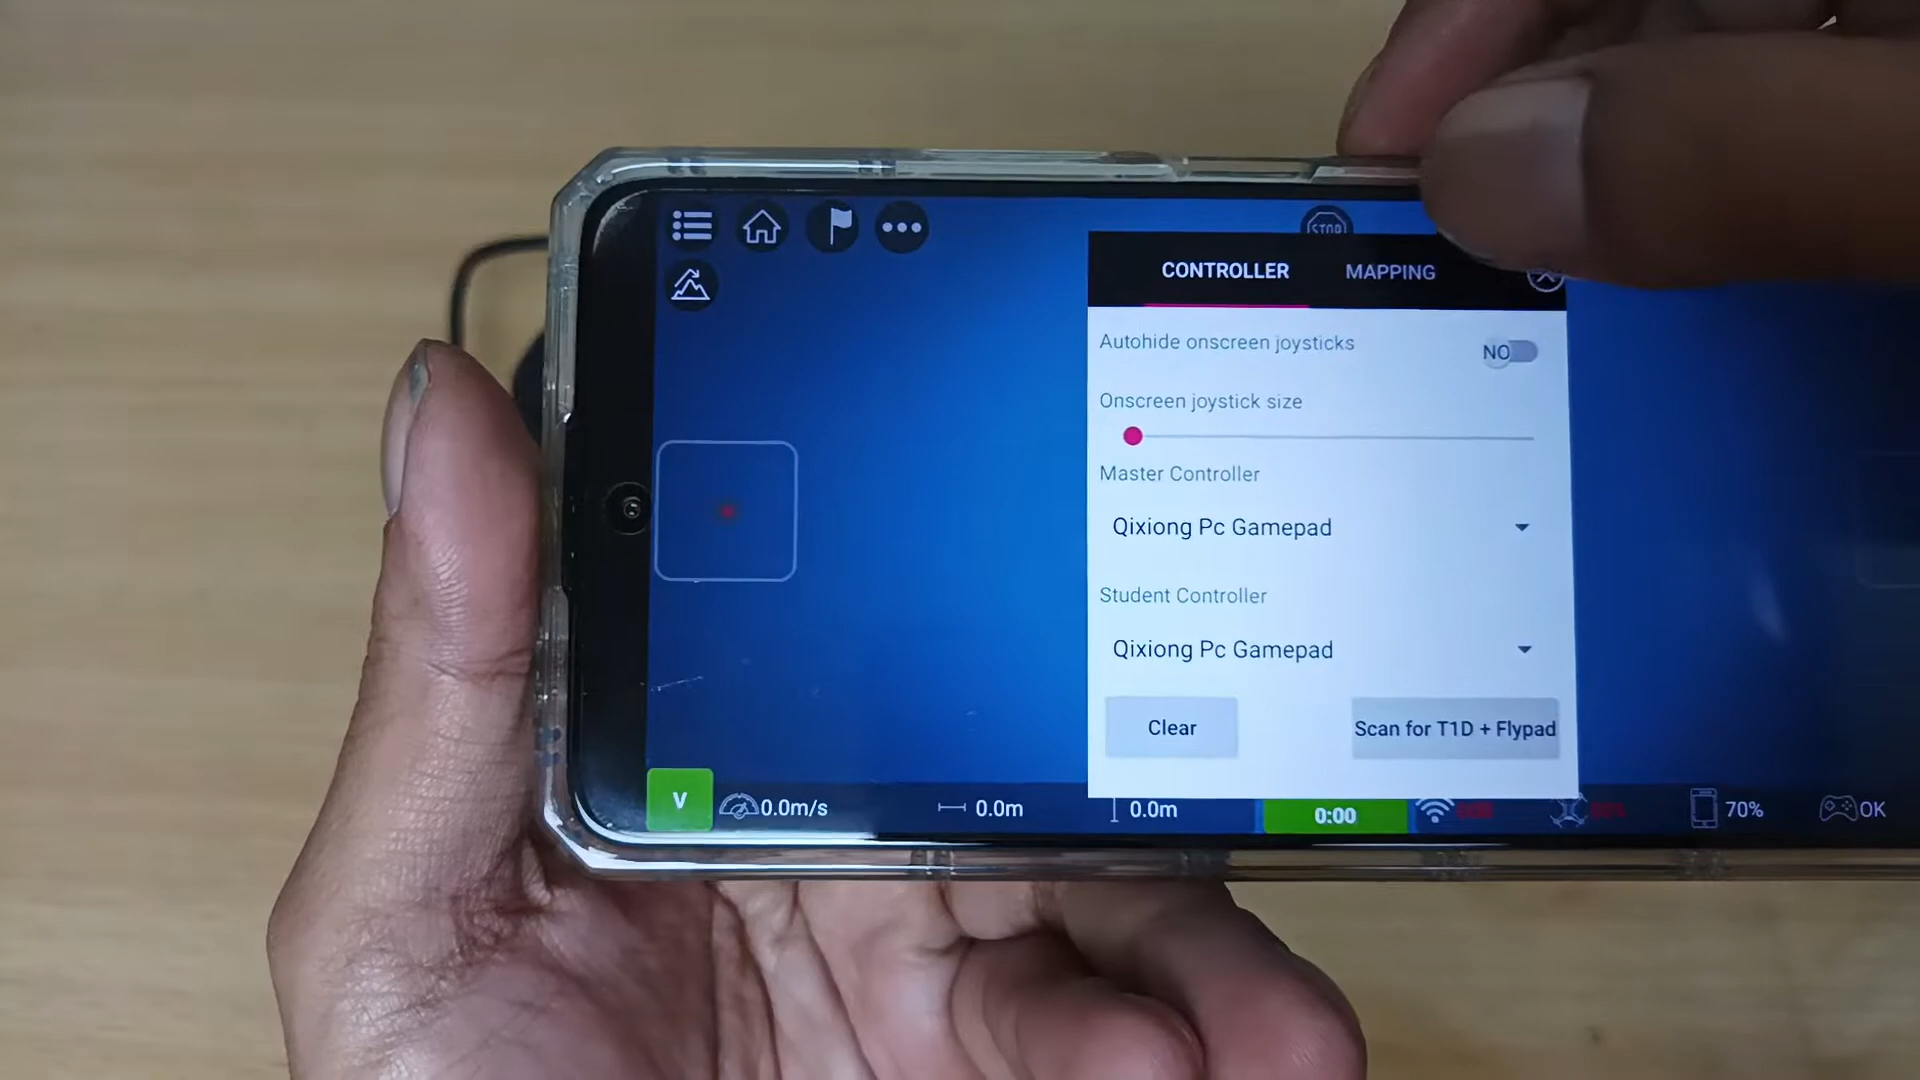 STOP
CONTROLLER MAPPING
Autohide onscreen joysticks NO
Onscreen joystick size
Master Controller
Qixiong Pc Gamepad
Student Controller
Qixiong Pc Gamepad
Clear Scan for T1D + Flypad
V 0.0m/s 0.0m 0.0m 0:00 70% OK